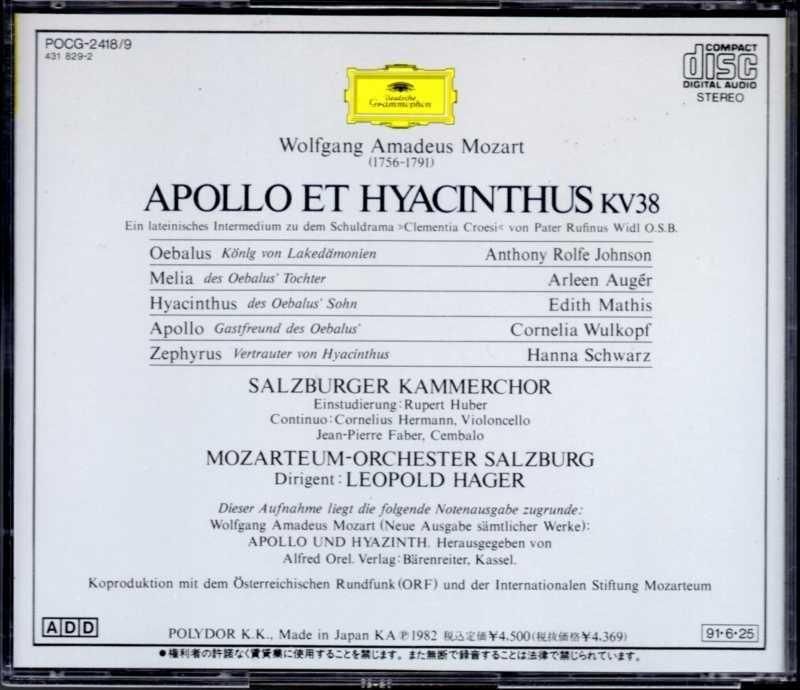 POCG-2418/9
431 829-2
COMPACT
disc
DIGITAL AUDIO
STEREO
Deutsche
Grammophon
Wolfgang Amadeus Mozart
(1756-1791)
APOLLO ET HYACINTHUS KV38
Ein lateinisches Intermedium zu dem Schuldrama >Clementia Croesi< von Pater Rufinus Widl O.S.B.
Oebalus König von Lakedämonien Anthony Rolfe Johnson
Melia des Oebalus' Tochter Arleen Augér
Hyacinthus des Oebalus' Sohn Edith Mathis
Apollo Gastfreund des Oebalus' Cornelia Wulkopf
Zephyrus Vertrauter von Hyacinthus Hanna Schwarz
SALZBURGER KAMMERCHOR
Einstudierung: Rupert Huber
Continuo: Cornelius Hermann, Violoncello
Jean-Pierre Faber, Cembalo
MOZARTEUM-ORCHESTER SALZBURG
Dirigent: LEOPOLD HAGER
Dieser Aufnahme liegt die folgende Notenausgabe zugrunde:
Wolfgang Amadeus Mozart (Neue Ausgabe sämtlicher Werke):
APOLLO UND HYAZINTH. Herausgegeben von
Alfred Orel. Verlag: Bärenreiter, Kassel.
Koproduktion mit dem Österreichischen Rundfunk (ORF) und der Internationalen Stiftung Mozarteum
ADD
POLYDOR K.K., Made in Japan KA ℗1982 税込定価¥4,500(税抜価格¥4,369)
91·6·25
●権利者の許諾なく賃貸業に使用することを禁じます。また無断で録音することは法律で禁じられています。